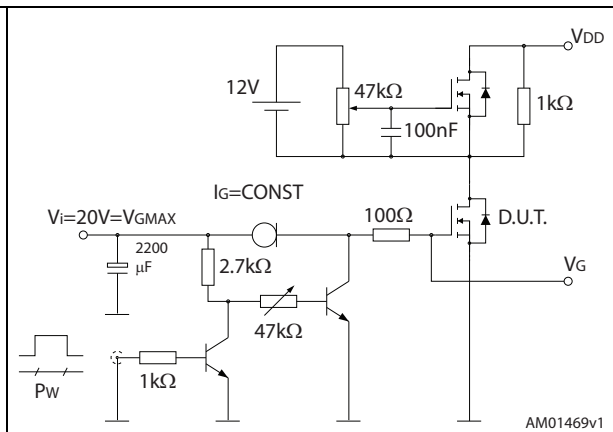 VDD
12V
47kΩ
1kΩ
100nF
IG=CONST
Vi=20V=VGMAX
100Ω
D.U.T.
2200
μF
2.7kΩ
VG
47kΩ
1kΩ
PW
AM01469v1